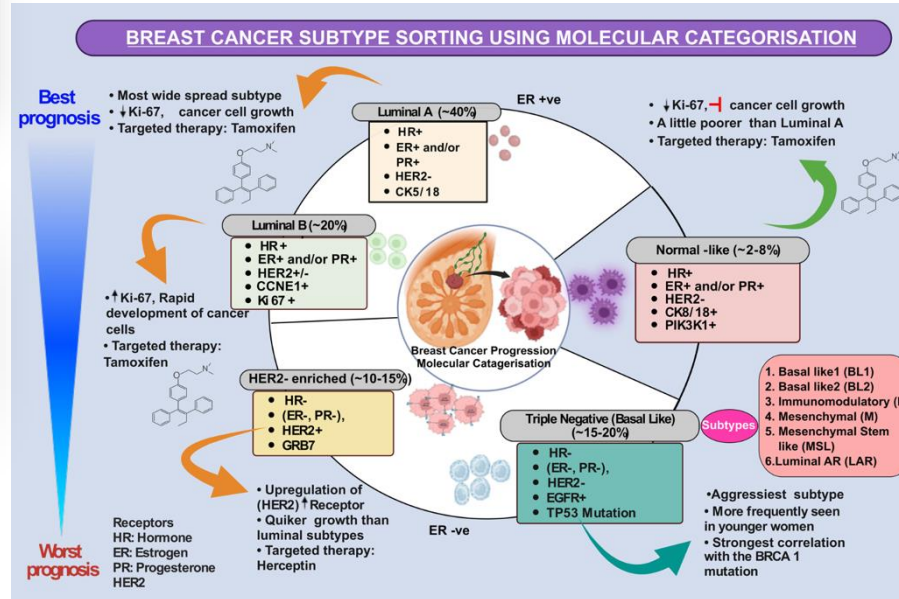 BREAST CANCER SUBTYPE SORTING USING MOLECULAR CATEGORISATION
Best
prognosis
• Most wide spread subtype
• ↓Ki-67, cancer cell growth
• Targeted therapy: Tamoxifen
Luminal A (~40%)
• HR+
• ER+ and/or
PR+
• HER2-
• CK5/18
ER +ve
• ↓Ki-67, cancer cell growth
• A little poorer than Luminal A
• Targeted therapy: Tamoxifen
Luminal B (~20%)
• HR +
• ER+ and/or PR+
• HER2+/-
• CCNE1+
• Ki 67 +
Normal -like (~2-8%)
• HR+
• ER+ and/or PR+
• HER2-
• CK8/18+
• PIK3K1+
• ↑Ki-67, Rapid
development of cancer
cells
• Targeted therapy:
Tamoxifen
Breast Cancer Progression
Molecular Catagerisation
HER2- enriched (~10-15%)
• HR-
• (ER-, PR-),
• HER2+
• GRB7
Triple Negative (Basal Like)
(~15-20%)
• HR-
• (ER-, PR-),
• HER2-
• EGFR+
• TP53 Mutation
Subtypes
1. Basal like1 (BL1)
2. Basal like2 (BL2)
3. Immunomodulatory (
4. Mesenchymal (M)
5. Mesenchymal Stem
like (MSL)
6.Luminal AR (LAR)
• Upregulation of
(HER2)↑Receptor
• Quiker growth than
luminal subtypes
• Targeted therapy:
Herceptin
ER -ve
•Aggressiest subtype
• More frequently seen
in younger women
• Strongest correlation
with the BRCA 1
mutation
Worst
prognosis
Receptors
HR: Hormone
ER: Estrogen
PR: Progesterone
HER2